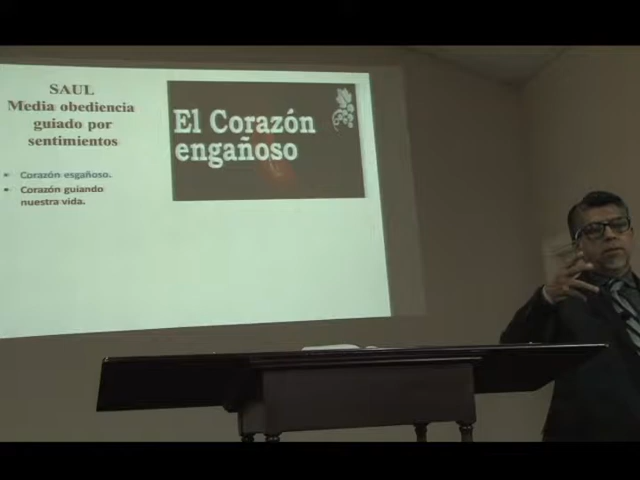 SAUL
Media obediencia
guiado por
sentimientos
Corazón esgañoso.
Corazón guiando
nuestra vida.
El Corazón
engañoso